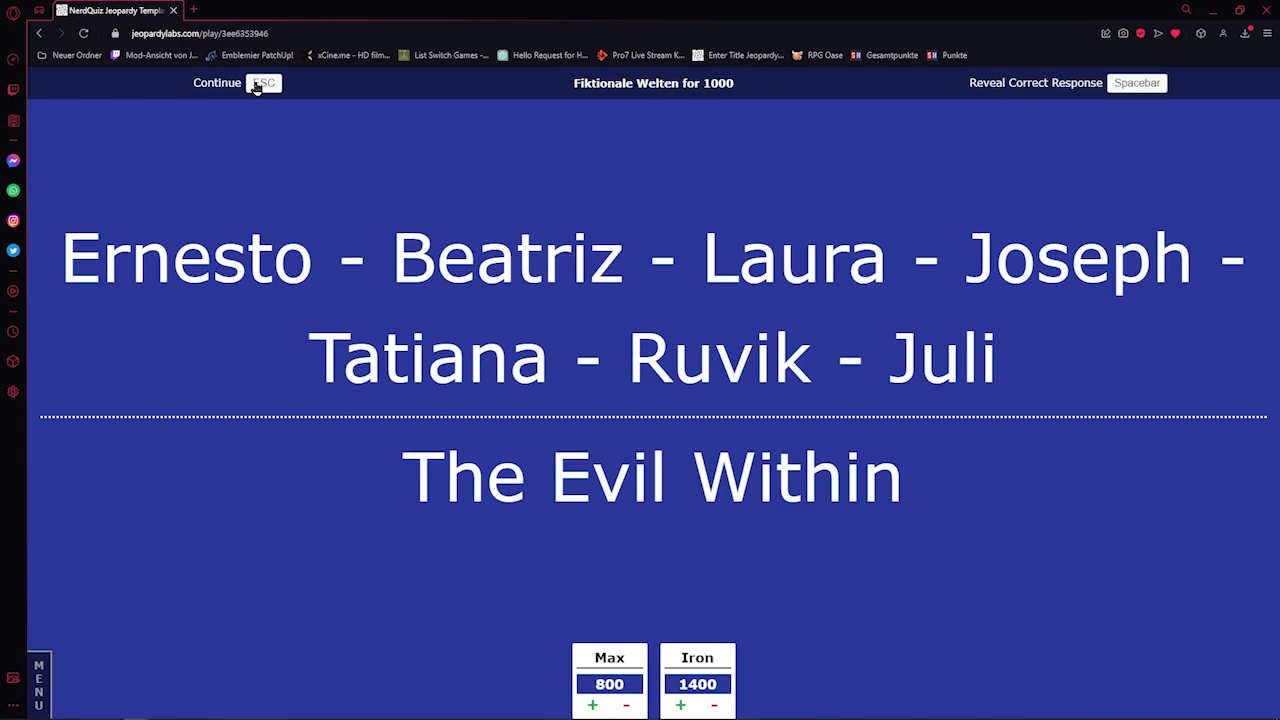 NerdQuiz Jeopardy Templa
jeopardylabs.com/play/3ee6353946
Neuer Ordner
Mod-Ansicht von J...
Emblemier PatchUp!
xCine.me - HD film...
List Switch Games -...
Hello Request for H...
Pro7 Live Stream K...
Enter Title Jeopardy...
RPG Oase
Gesamtpunkte
Punkte
Continue ESC
Fiktionale Welten for 1000
Reveal Correct Response Spacebar
Ernesto - Beatriz - Laura - Joseph -
Tatiana - Ruvik - Juli
The Evil Within
MENU
Max
800
+ -
Iron
1400
+ -